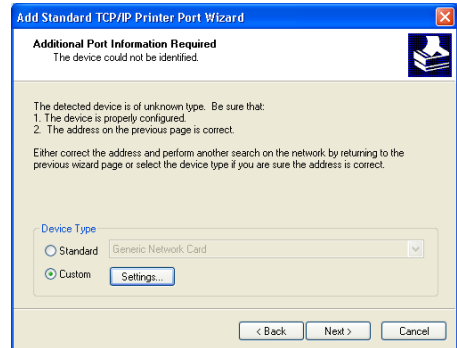 Add Standard TCP/IP Printer Port Wizard
Additional Port Information Required
The device could not be identified.
The detected device is of unknown type.  Be sure that:
1. The device is properly configured.
2.  The address on the previous page is correct.
Either correct the address and perform another search on the network by returning to the
previous wizard page or select the device type if you are sure the address is correct.
Device Type
Standard
Generic Network Card
Custom
Settings...
< Back
Next >
Cancel